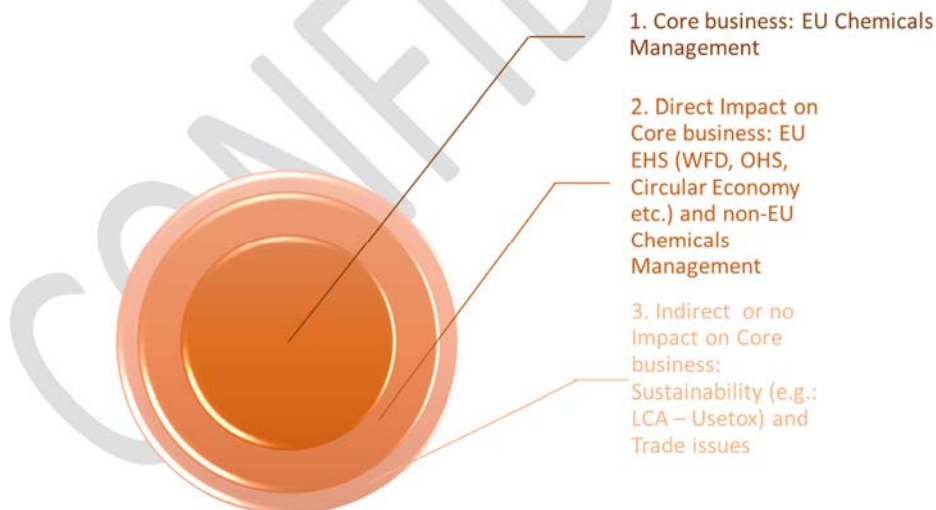 1. Core business: EU Chemicals
Management
2. Direct Impact on
Core business: EU
EHS (WFD, OHS,
Circular Economy
etc.) and non-EU
Chemicals
Management
3. Indirect or no
Impact on Core
business:
Sustainability (e.g.:
LCA – Usetox) and
Trade issues